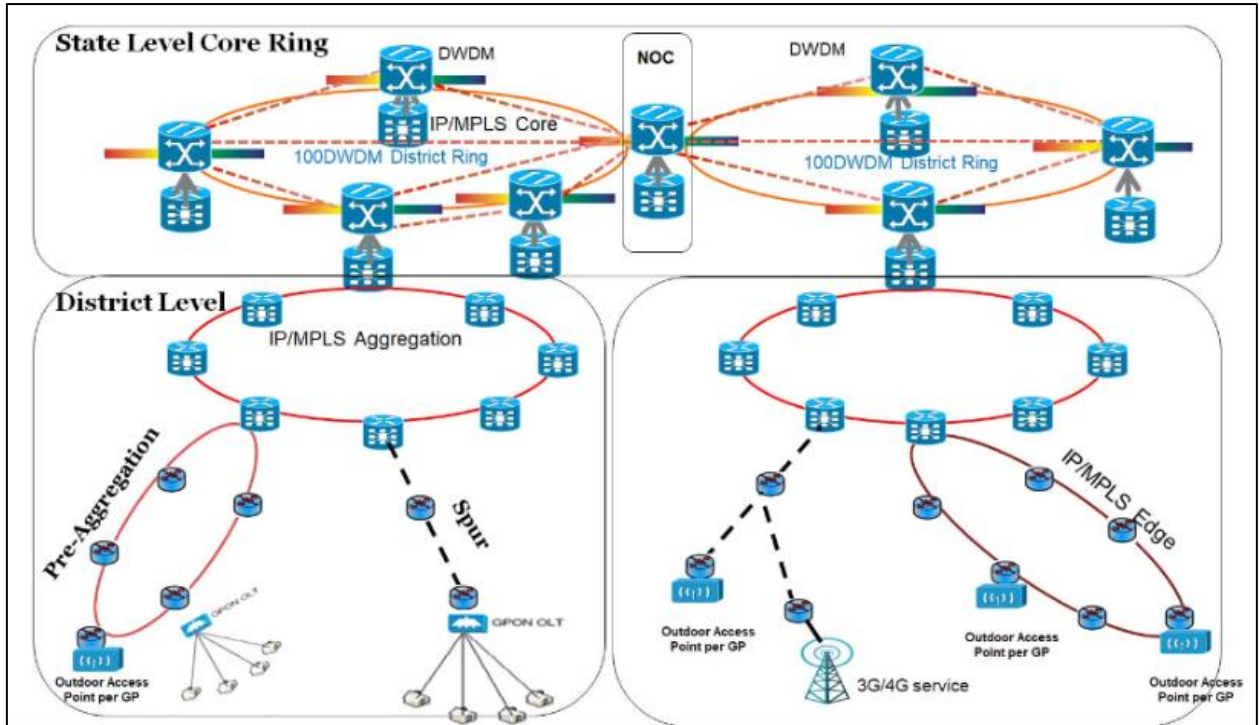 State Level Core Ring
DWDM
NOC
DWDM
IP/MPLS Core
100DWDM District Ring
100DWDM District Ring
District Level
IP/MPLS Aggregation
Pre-Aggregation
Spur
IP/MPLS Edge
GPON OLT
GPON OLT
Outdoor Access
Point per GP
Outdoor Access
Point per GP
3G/4G service
Outdoor Access
Point per GP
Outdoor Access
Point per GP